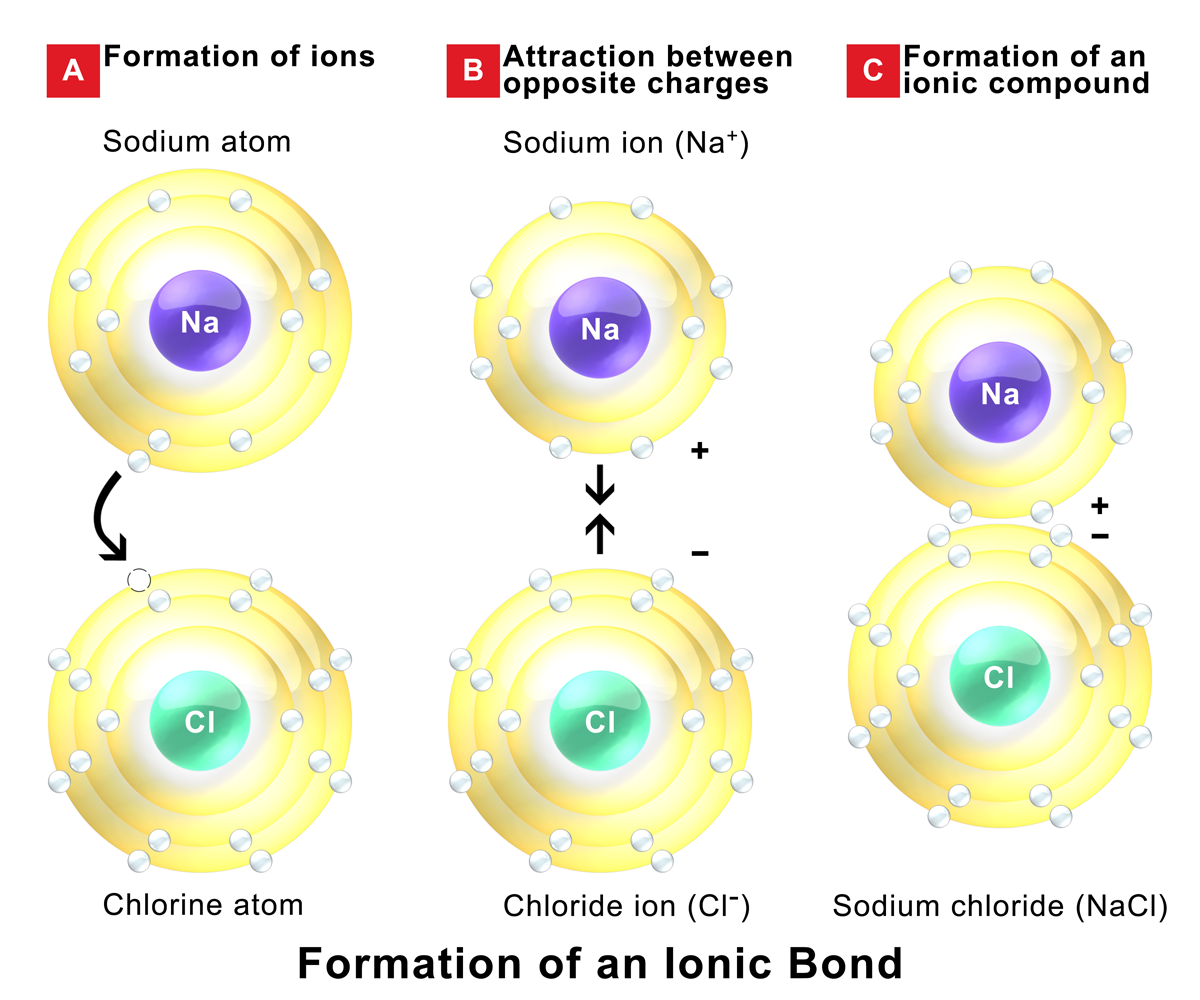 A Formation of ions
Sodium atom
Na
Cl
Chlorine atom
B Attraction between
opposite charges
Sodium ion (Na⁺)
Na
+
−
Cl
Chloride ion (Cl⁻)
C Formation of an
ionic compound
Na
+
−
Cl
Sodium chloride (NaCl)
Formation of an Ionic Bond